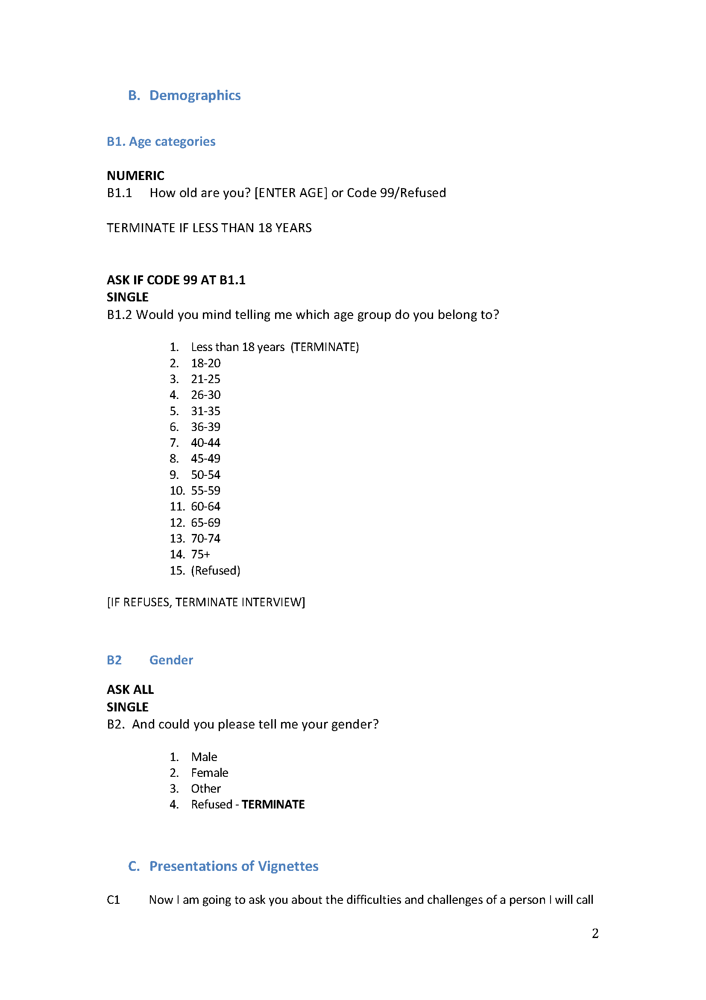 B. Demographics
B1. Age categories
NUMERIC
B1.1 How old are you? [ENTER AGE] or Code 99/Refused
TERMINATE IF LESS THAN 18 YEARS
ASK IF CODE 99 AT B1.1
SINGLE
B1.2 Would you mind telling me which age group do you belong to?
1. Less than 18 years (TERMINATE)
2. 18-20
3. 21-25
4. 26-30
5. 31-35
6. 36-39
7. 40-44
8. 45-49
9. 50-54
10. 55-59
11. 60-64
12. 65-69
13. 70-74
14. 75+
15. (Refused)
[IF REFUSES, TERMINATE INTERVIEW]
B2 Gender
ASK ALL
SINGLE
B2. And could you please tell me your gender?
1. Male
2. Female
3. Other
4. Refused - TERMINATE
C. Presentations of Vignettes
C1 Now I am going to ask you about the difficulties and challenges of a person I will call
2